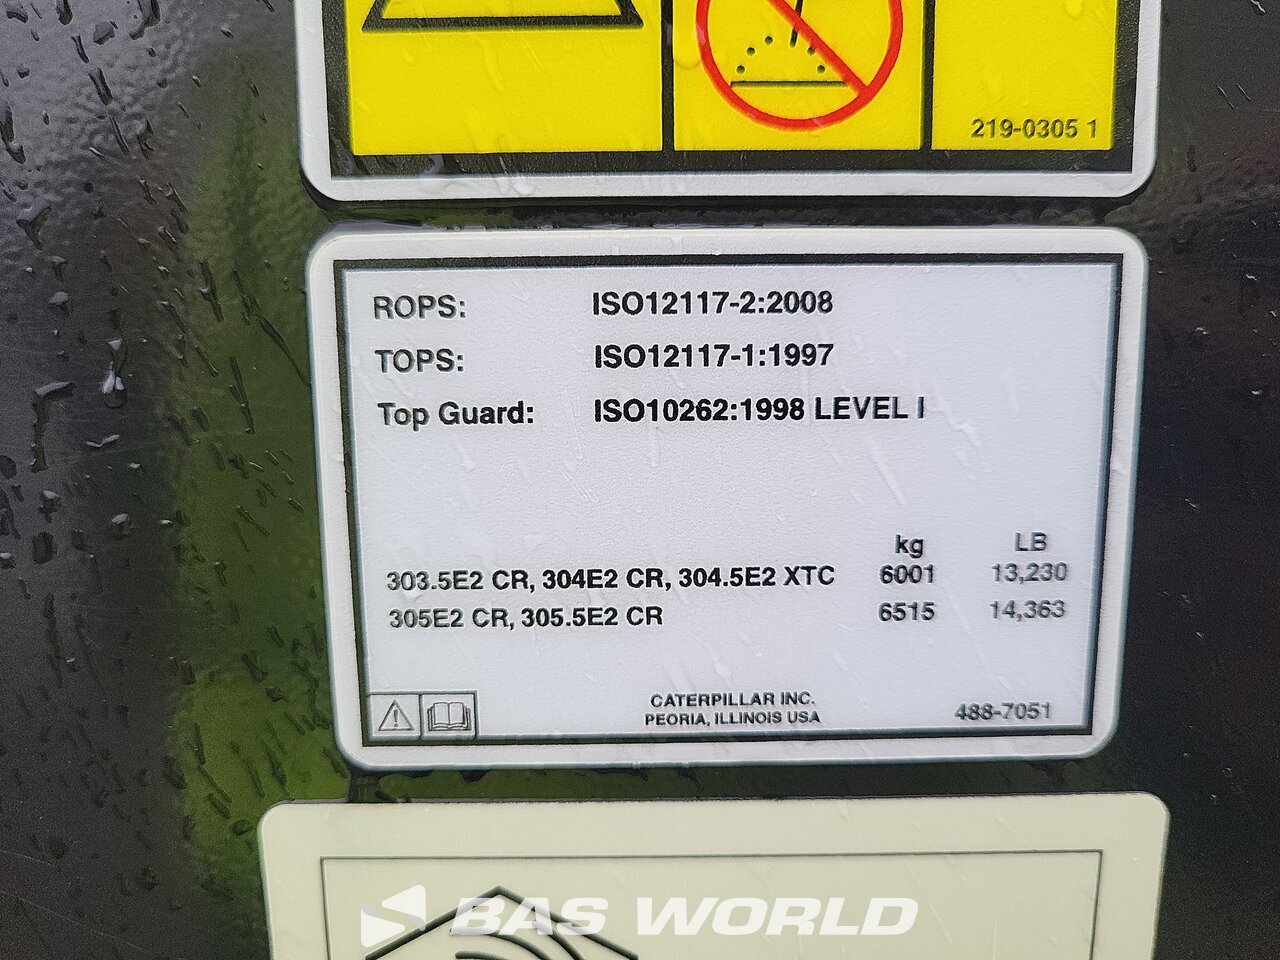 219-0305 1
ROPS: ISO12117-2:2008
TOPS: ISO12117-1:1997
Top Guard: ISO10262:1998 LEVEL I
kg LB
303.5E2 CR, 304E2 CR, 304.5E2 XTC 6001 13,230
305E2 CR, 305.5E2 CR 6515 14,363
CATERPILLAR INC.
PEORIA, ILLINOIS USA
488-7051
BAS WORLD